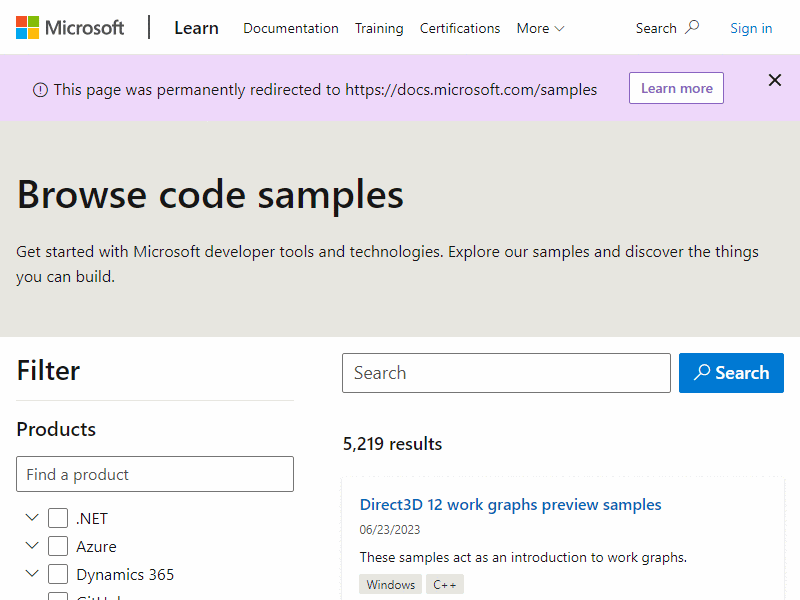 Microsoft Learn Documentation Training Certifications More Search Sign in
This page was permanently redirected to https://docs.microsoft.com/samples Learn more
Browse code samples
Get started with Microsoft developer tools and technologies. Explore our samples and discover the things
you can build.
Filter
Products
Find a product
.NET
Azure
Dynamics 365
Search Search
5,219 results
Direct3D 12 work graphs preview samples
06/23/2023
These samples act as an introduction to work graphs.
Windows C++